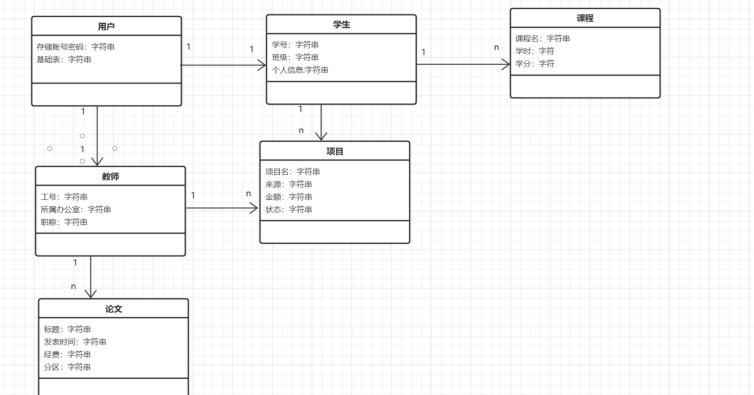 用户
存储账号密码：字符串
基础表：字符串
1
1
学生
学号：字符串
班级：字符串
个人信息:字符串
1
n
课程
课程名：字符串
学时：字符
学分：字符
1
1
1
n
教师
工号：字符串
所属办公室：字符串
职称：字符串
1
n
项目
项目名：字符串
来源：字符串
金额：字符串
状态：字符串
1
n
论文
标题：字符串
发表时间：字符串
经费：字符串
分区：字符串